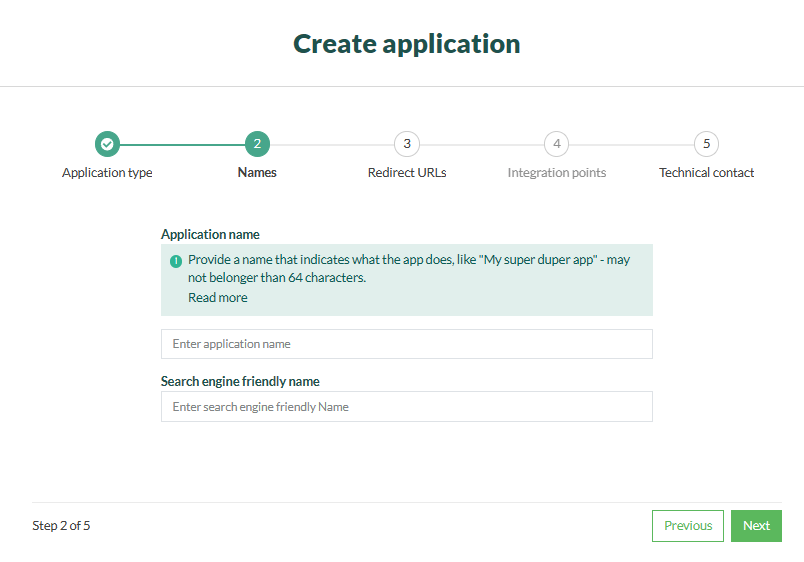 Create application
2
3
4
5
Application type
Names
Redirect URLs
Integration points
Technical contact
Application name
Provide a name that indicates what the app does, like "My super duper app" - may
not belonger than 64 characters.
Read more
Enter application name
Search engine friendly name
Enter search engine friendly Name
Step 2 of 5
Previous
Next